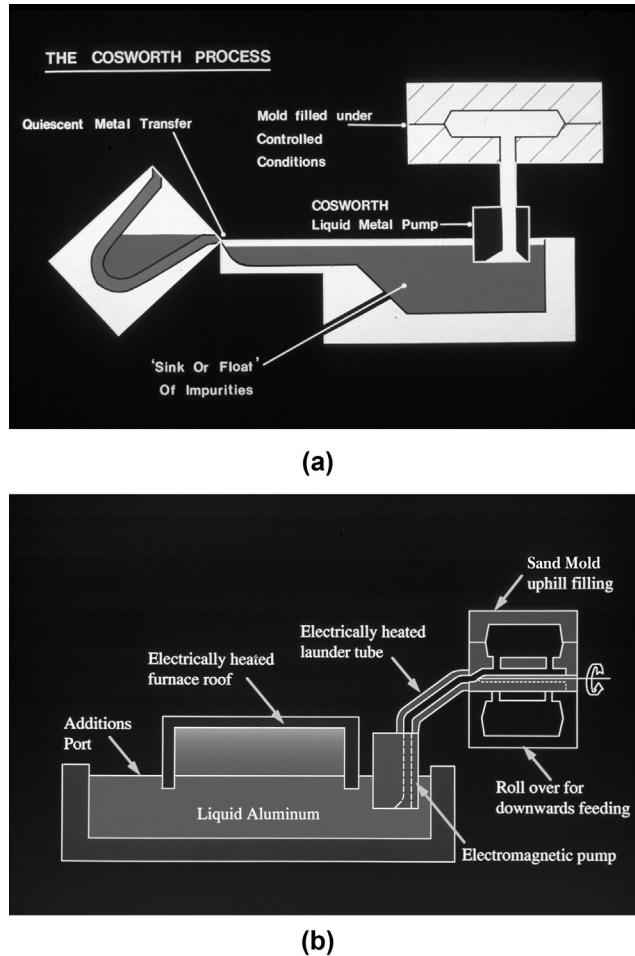 THE COSWORTH PROCESS
Quiescent Metal Transfer
Mold filled under
Controlled
Conditions
COSWORTH
Liquid Metal Pump
'Sink Or Float'
Of Impurities
(a)
Sand Mold
uphill filling
Electrically heated
launder tube
Electrically heated
furnace roof
Additions
Port
Liquid Aluminum
Roll over for
downwards feeding
Electromagnetic pump
(b)